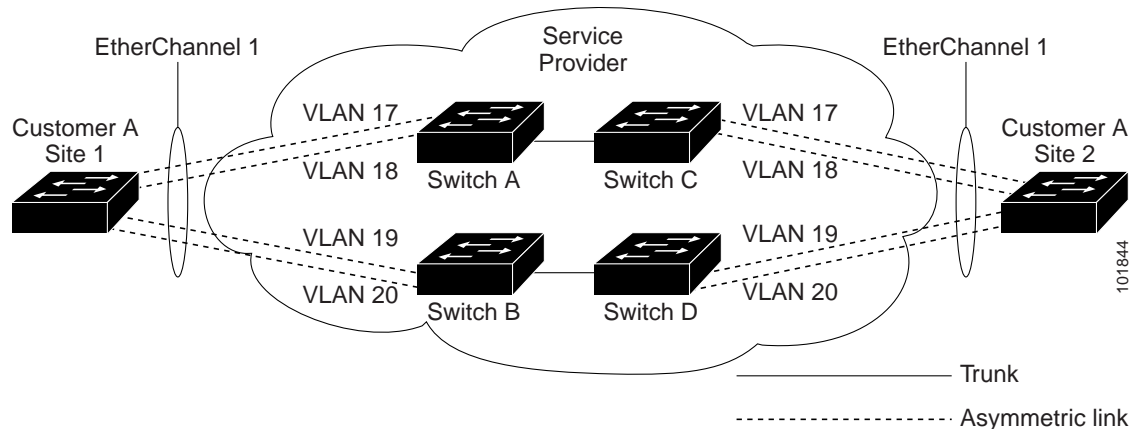 EtherChannel 1
Service
Provider
EtherChannel 1
VLAN 17
VLAN 17
Customer A
Site 1
Customer A
Site 2
VLAN 18
VLAN 18
Switch A
Switch C
VLAN 19
VLAN 19
VLAN 20
VLAN 20
Switch B
Switch D
101844
Trunk
Asymmetric link